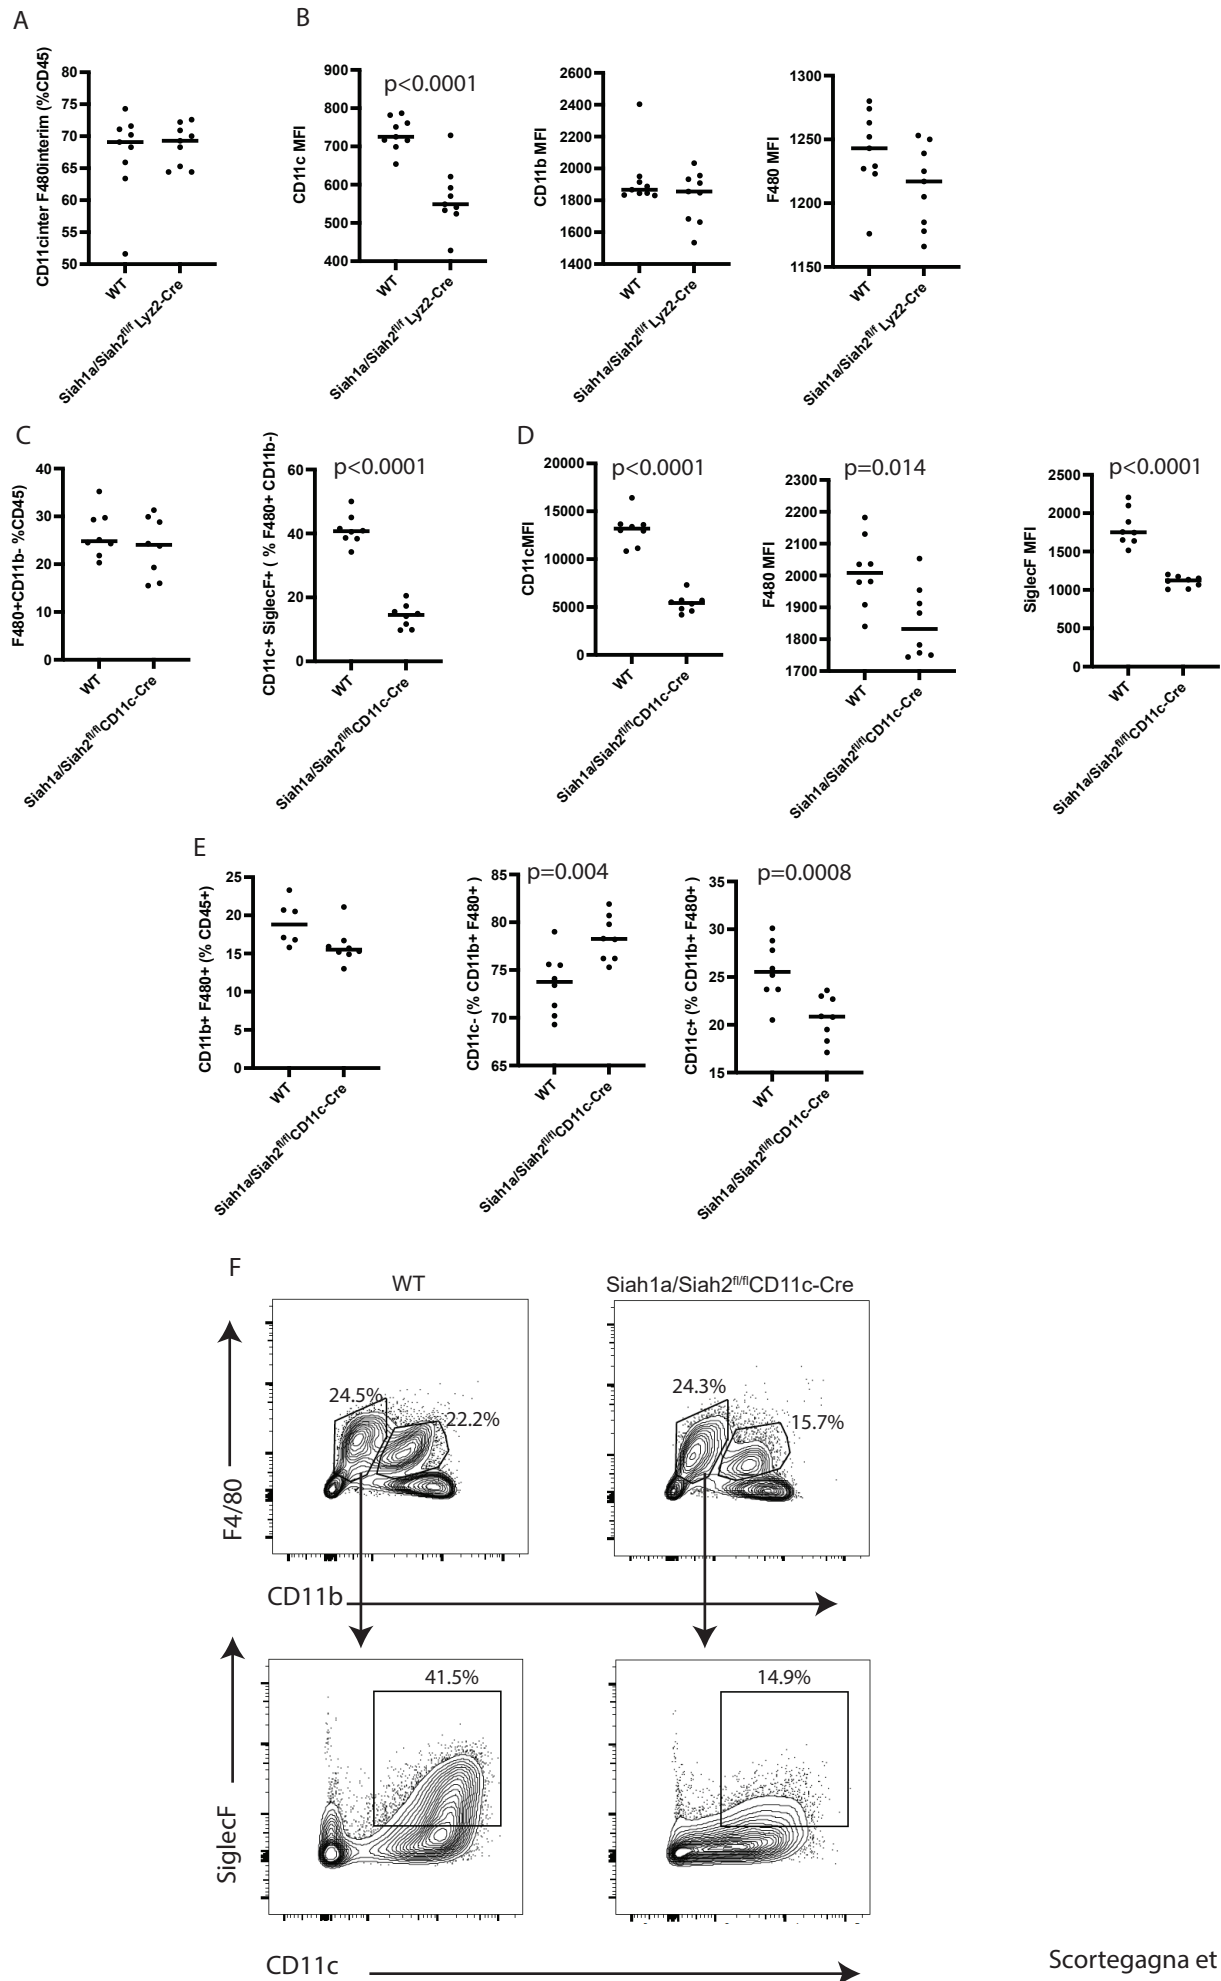 A
B
CD11cinter F480interim (%CD45)
80
75
70
65
60
55
50
WT
Siah1a/Siah2fl/f Lyz2-Cre
CD11c MFI
p<0.0001
900
800
700
600
500
400
WT
Siah1a/Siah2fl/f Lyz2-Cre
CD11b MFI
2600
2400
2200
2000
1800
1600
1400
WT
Siah1a/Siah2fl/f Lyz2-Cre
F480 MFI
1300
1250
1200
1150
WT
Siah1a/Siah2fl/f Lyz2-Cre
C
F480+CD11b- %CD45)
40
30
20
10
0
WT
Siah1a/Siah2fl/flCD11c-Cre
CD11c+ SiglecF+ ( % F480+ CD11b-)
p<0.0001
60
40
20
0
WT
Siah1a/Siah2fl/flCD11c-Cre
D
CD11cMFI
p<0.0001
20000
15000
10000
5000
0
WT
Siah1a/Siah2fl/flCD11c-Cre
F480 MFI
p=0.014
2300
2200
2100
2000
1900
1800
1700
WT
Siah1a/Siah2fl/flCD11c-Cre
SiglecF MFI
p<0.0001
2500
2000
1500
1000
500
0
WT
Siah1a/Siah2fl/flCD11c-Cre
E
CD11b+ F480+ (% CD45+)
25
20
15
10
5
0
WT
Siah1a/Siah2fl/flCD11c-Cre
CD11c- (% CD11b+ F480+ )
p=0.004
85
80
75
70
65
WT
Siah1a/Siah2fl/flCD11c-Cre
CD11c+ (% CD11b+ F480+ )
p=0.0008
35
30
25
20
15
WT
Siah1a/Siah2fl/flCD11c-Cre
F
WT
Siah1a/Siah2fl/flCD11c-Cre
F4/80
24.5%
22.2%
24.3%
15.7%
CD11b
SiglecF
41.5%
14.9%
CD11c
Scortegagna et